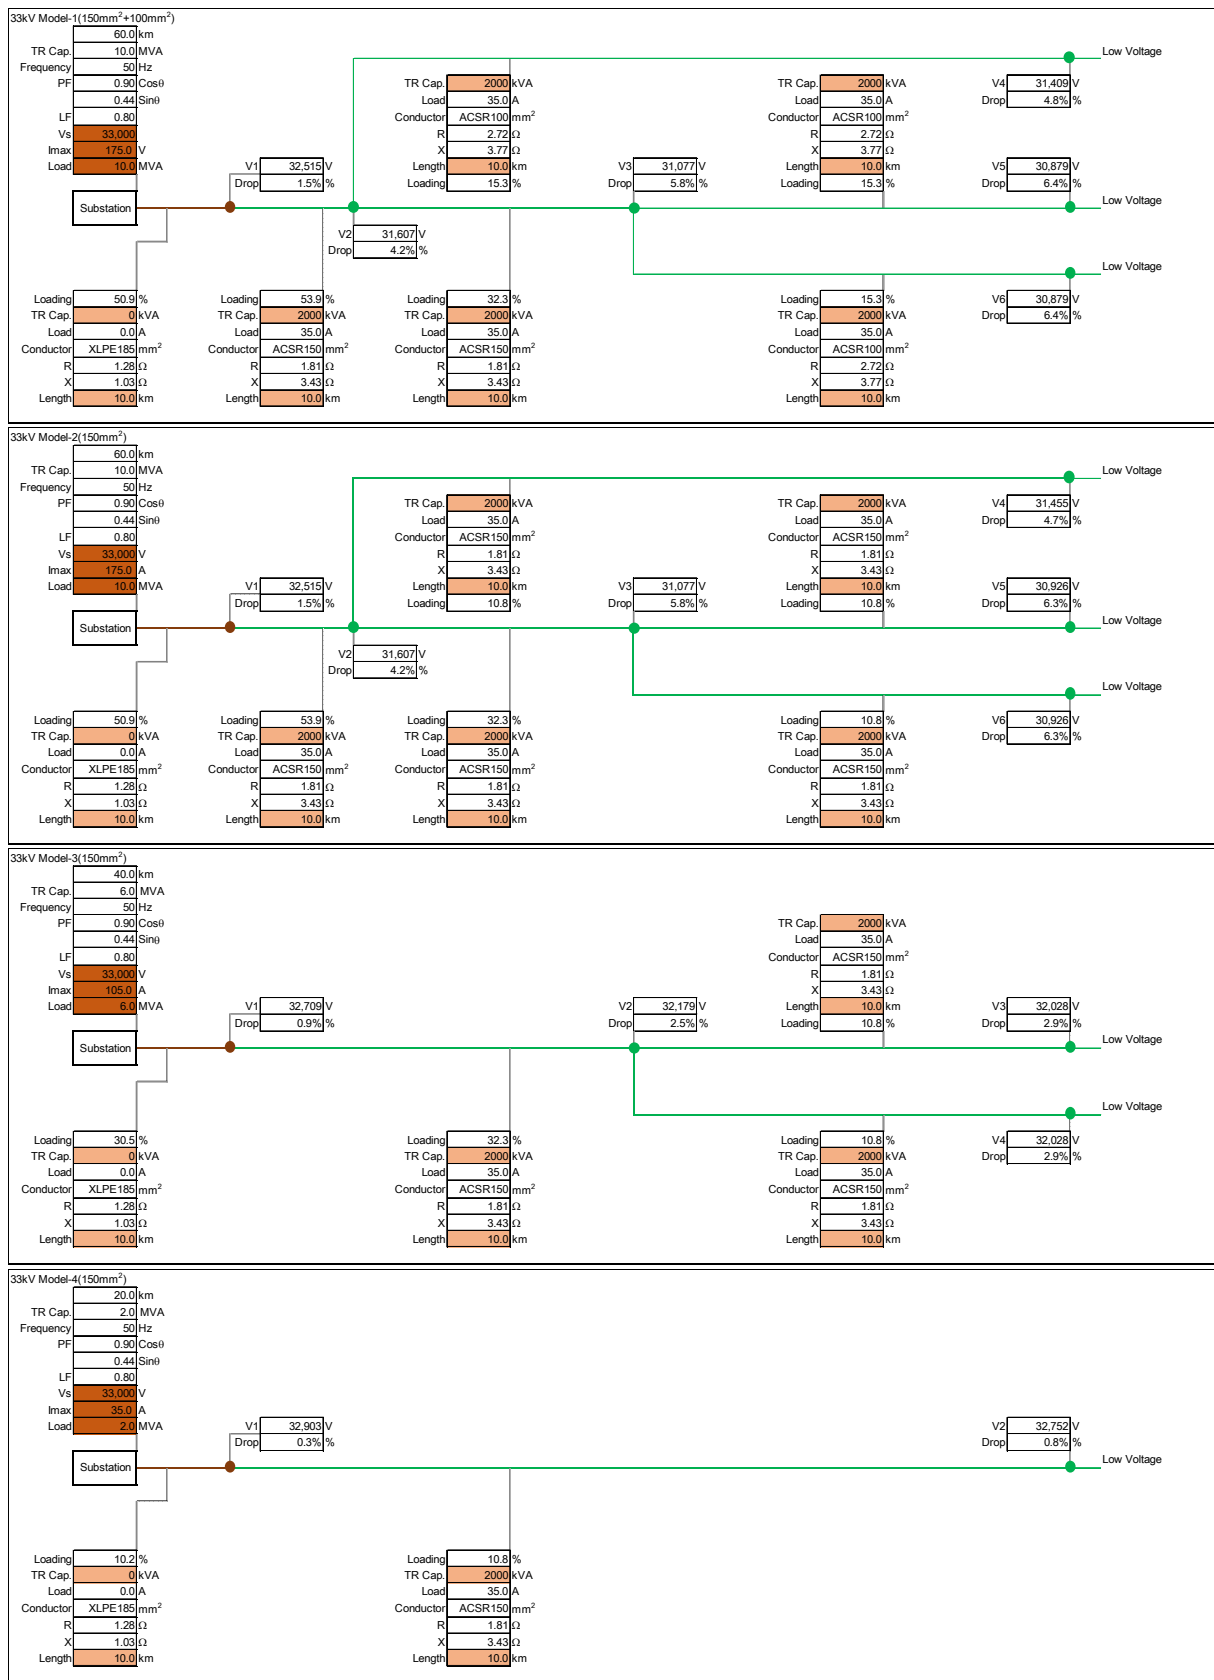 33kV Model-1(150mm²+100mm²)
60.0 km
TR Cap. 10.0 MVA
Frequency 50 Hz
PF 0.90 Cosθ
0.44 Sinθ
LF 0.80
Vs 33,000
Imax 175.0 V
Load 10.0 MVA
Substation
V1 32,515 V
Drop 1.5% %
TR Cap. 2000 kVA
Load 35.0 A
Conductor ACSR100 mm²
R 2.72 Ω
X 3.77 Ω
Length 10.0 km
Loading 15.3 %
V3 31,077 V
Drop 5.8% %
TR Cap. 2000 kVA
Load 35.0 A
Conductor ACSR100 mm²
R 2.72 Ω
X 3.77 Ω
Length 10.0 km
Loading 15.3 %
Low Voltage
V4 31,409 V
Drop 4.8% %
V5 30,879 V
Drop 6.4% %
Low Voltage
V2 31,607 V
Drop 4.2% %
Low Voltage
Loading 50.9 %
TR Cap. 0 kVA
Load 0.0 A
Conductor XLPE185 mm²
R 1.28 Ω
X 1.03 Ω
Length 10.0 km
Loading 53.9 %
TR Cap. 2000 kVA
Load 35.0 A
Conductor ACSR150 mm²
R 1.81 Ω
X 3.43 Ω
Length 10.0 km
Loading 32.3 %
TR Cap. 2000 kVA
Load 35.0 A
Conductor ACSR150 mm²
R 1.81 Ω
X 3.43 Ω
Length 10.0 km
Loading 15.3 %
TR Cap. 2000 kVA
Load 35.0 A
Conductor ACSR100 mm²
R 2.72 Ω
X 3.77 Ω
Length 10.0 km
V6 30,879 V
Drop 6.4% %
33kV Model-2(150mm²)
60.0 km
TR Cap. 10.0 MVA
Frequency 50 Hz
PF 0.90 Cosθ
0.44 Sinθ
LF 0.80
Vs 33,000 V
Imax 175.0 A
Load 10.0 MVA
Substation
V1 32,515 V
Drop 1.5% %
TR Cap. 2000 kVA
Load 35.0 A
Conductor ACSR150 mm²
R 1.81 Ω
X 3.43 Ω
Length 10.0 km
Loading 10.8 %
V3 31,077 V
Drop 5.8% %
TR Cap. 2000 kVA
Load 35.0 A
Conductor ACSR150 mm²
R 1.81 Ω
X 3.43 Ω
Length 10.0 km
Loading 10.8 %
Low Voltage
V4 31,455 V
Drop 4.7% %
V5 30,926 V
Drop 6.3% %
Low Voltage
V2 31,607 V
Drop 4.2% %
Low Voltage
Loading 50.9 %
TR Cap. 0 kVA
Load 0.0 A
Conductor XLPE185 mm²
R 1.28 Ω
X 1.03 Ω
Length 10.0 km
Loading 53.9 %
TR Cap. 2000 kVA
Load 35.0 A
Conductor ACSR150 mm²
R 1.81 Ω
X 3.43 Ω
Length 10.0 km
Loading 32.3 %
TR Cap. 2000 kVA
Load 35.0 A
Conductor ACSR150 mm²
R 1.81 Ω
X 3.43 Ω
Length 10.0 km
Loading 10.8 %
TR Cap. 2000 kVA
Load 35.0 A
Conductor ACSR150 mm²
R 1.81 Ω
X 3.43 Ω
Length 10.0 km
V6 30,926 V
Drop 6.3% %
33kV Model-3(150mm²)
40.0 km
TR Cap. 6.0 MVA
Frequency 50 Hz
PF 0.90 Cosθ
0.44 Sinθ
LF 0.80
Vs 33,000 V
Imax 105.0 A
Load 6.0 MVA
Substation
V1 32,709 V
Drop 0.9% %
V2 32,179 V
Drop 2.5% %
TR Cap. 2000 kVA
Load 35.0 A
Conductor ACSR150 mm²
R 1.81 Ω
X 3.43 Ω
Length 10.0 km
Loading 10.8 %
V3 32,028 V
Drop 2.9% %
Low Voltage
Low Voltage
Loading 30.5 %
TR Cap. 0 kVA
Load 0.0 A
Conductor XLPE185 mm²
R 1.28 Ω
X 1.03 Ω
Length 10.0 km
Loading 32.3 %
TR Cap. 2000 kVA
Load 35.0 A
Conductor ACSR150 mm²
R 1.81 Ω
X 3.43 Ω
Length 10.0 km
Loading 10.8 %
TR Cap. 2000 kVA
Load 35.0 A
Conductor ACSR150 mm²
R 1.81 Ω
X 3.43 Ω
Length 10.0 km
V4 32,028 V
Drop 2.9% %
33kV Model-4(150mm²)
20.0 km
TR Cap. 2.0 MVA
Frequency 50 Hz
PF 0.90 Cosθ
0.44 Sinθ
LF 0.80
Vs 33,000 V
Imax 35.0 A
Load 2.0 MVA
Substation
V1 32,903 V
Drop 0.3% %
V2 32,752 V
Drop 0.8% %
Low Voltage
Loading 10.2 %
TR Cap. 0 kVA
Load 0.0 A
Conductor XLPE185 mm²
R 1.28 Ω
X 1.03 Ω
Length 10.0 km
Loading 10.8 %
TR Cap. 2000 kVA
Load 35.0 A
Conductor ACSR150 mm²
R 1.81 Ω
X 3.43 Ω
Length 10.0 km